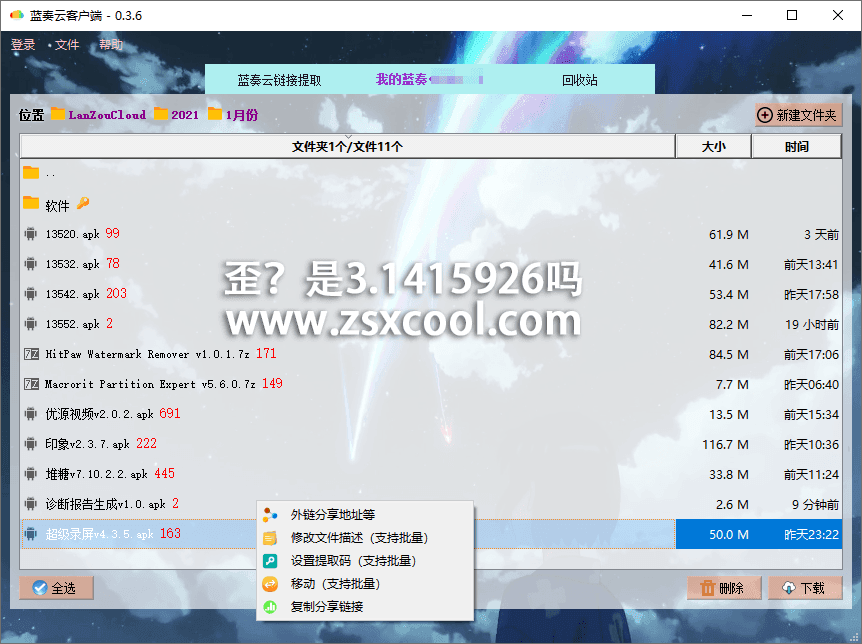 蓝奏云客户端 - 0.3.6
登录 文件 帮助
蓝奏云链接提取 我的蓝奏 回收站
位置 LanZouCloud 2021 1月份 新建文件夹
文件夹1个/文件11个 大小 时间
..
软件
13520.apk 99 61.9 M 3 天前
13532.apk 78 41.6 M 前天13:41
13542.apk 203 53.4 M 昨天17:58
13552.apk 2 82.2 M 19 小时前
歪？是3.1415926吗
www.zsxcool.com
HitPaw Watermark Remover v1.0.1.7z 171 84.5 M 前天17:06
Macrorit Partition Expert v5.6.0.7z 149 7.7 M 昨天06:40
优源视频v2.0.2.apk 691 13.5 M 前天15:34
印象v2.3.7.apk 222 116.7 M 昨天10:36
堆糖v7.10.2.2.apk 445 33.8 M 前天11:24
诊断报告生成v1.0.apk 2 2.6 M 9 分钟前
超级录屏v4.3.5.apk 163 50.0 M 昨天23:22
外链分享地址等
修改文件描述（支持批量）
设置提取码（支持批量）
移动（支持批量）
复制分享链接
全选 删除 下载